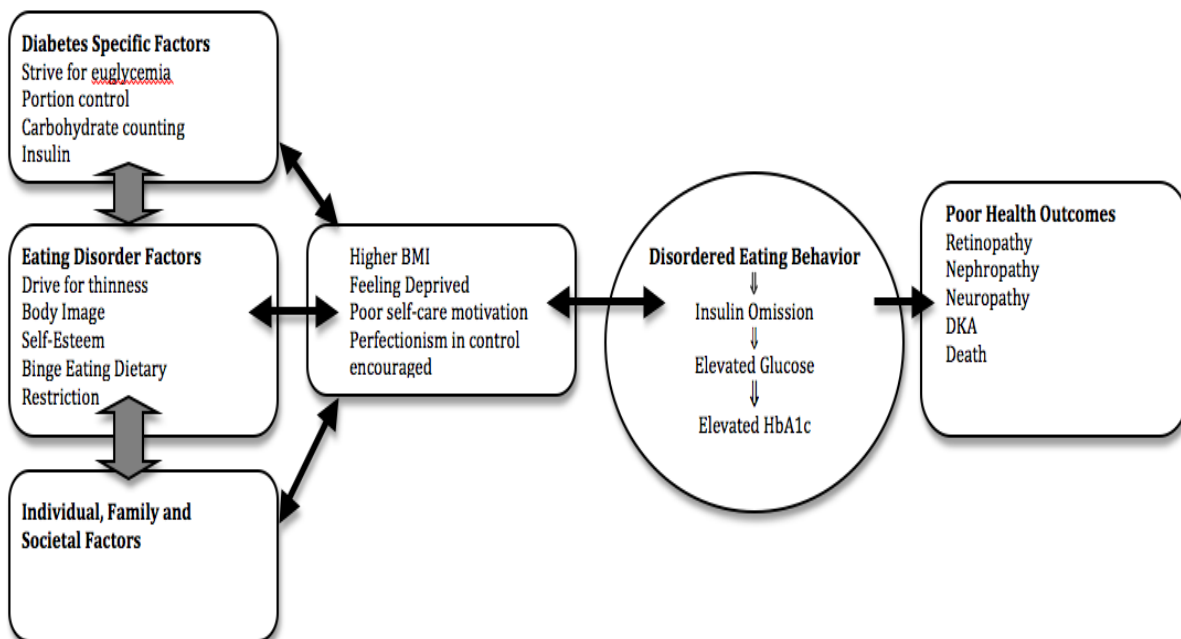 Diabetes Specific Factors
Strive for euglycemia
Portion control
Carbohydrate counting
Insulin
Eating Disorder Factors
Drive for thinness
Body Image
Self-Esteem
Binge Eating Dietary
Restriction
Individual, Family and
Societal Factors
Higher BMI
Feeling Deprived
Poor self-care motivation
Perfectionism in control
encouraged
Disordered Eating Behavior
⇓
Insulin Omission
⇓
Elevated Glucose
⇓
Elevated HbA1c
Poor Health Outcomes
Retinopathy
Nephropathy
Neuropathy
DKA
Death